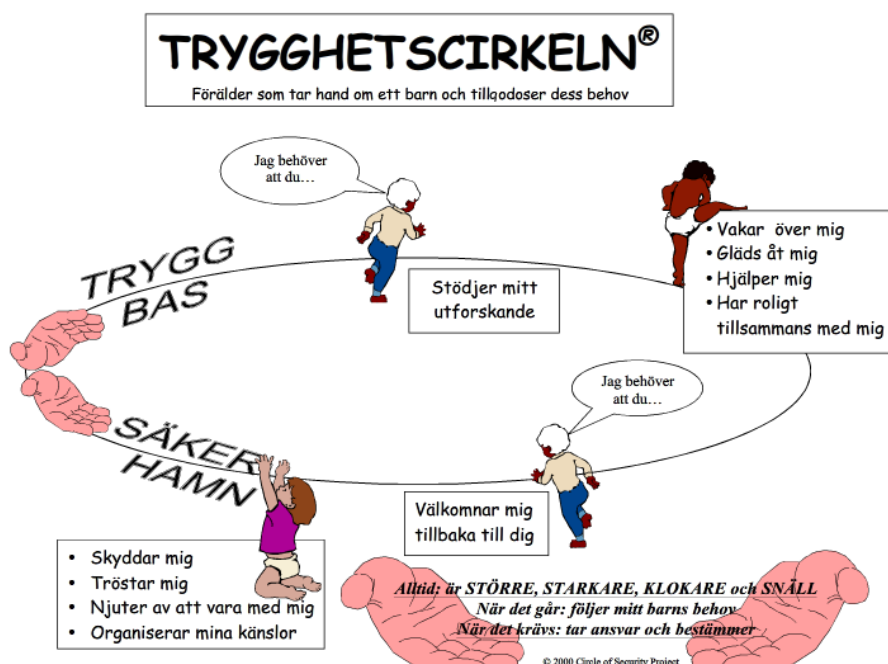 TRYGGHETSCIRKELN®
Förälder som tar hand om ett barn och tillgodoser dess behov
Jag behöver
att du…
TRYGG
BAS
Stödjer mitt
utforskande
• Vakar över mig
• Gläds åt mig
• Hjälper mig
• Har roligt
tillsammans med mig
Jag behöver
att du…
SÄKER
HAMN
Välkomnar mig
tillbaka till dig
• Skyddar mig
• Tröstar mig
• Njuter av att vara med mig
• Organiserar mina känslor
Alltid: är STÖRRE, STARKARE, KLOKARE och SNÄLL
När det går: följer mitt barns behov
När det krävs: tar ansvar och bestämmer
© 2000 Circle of Security Project